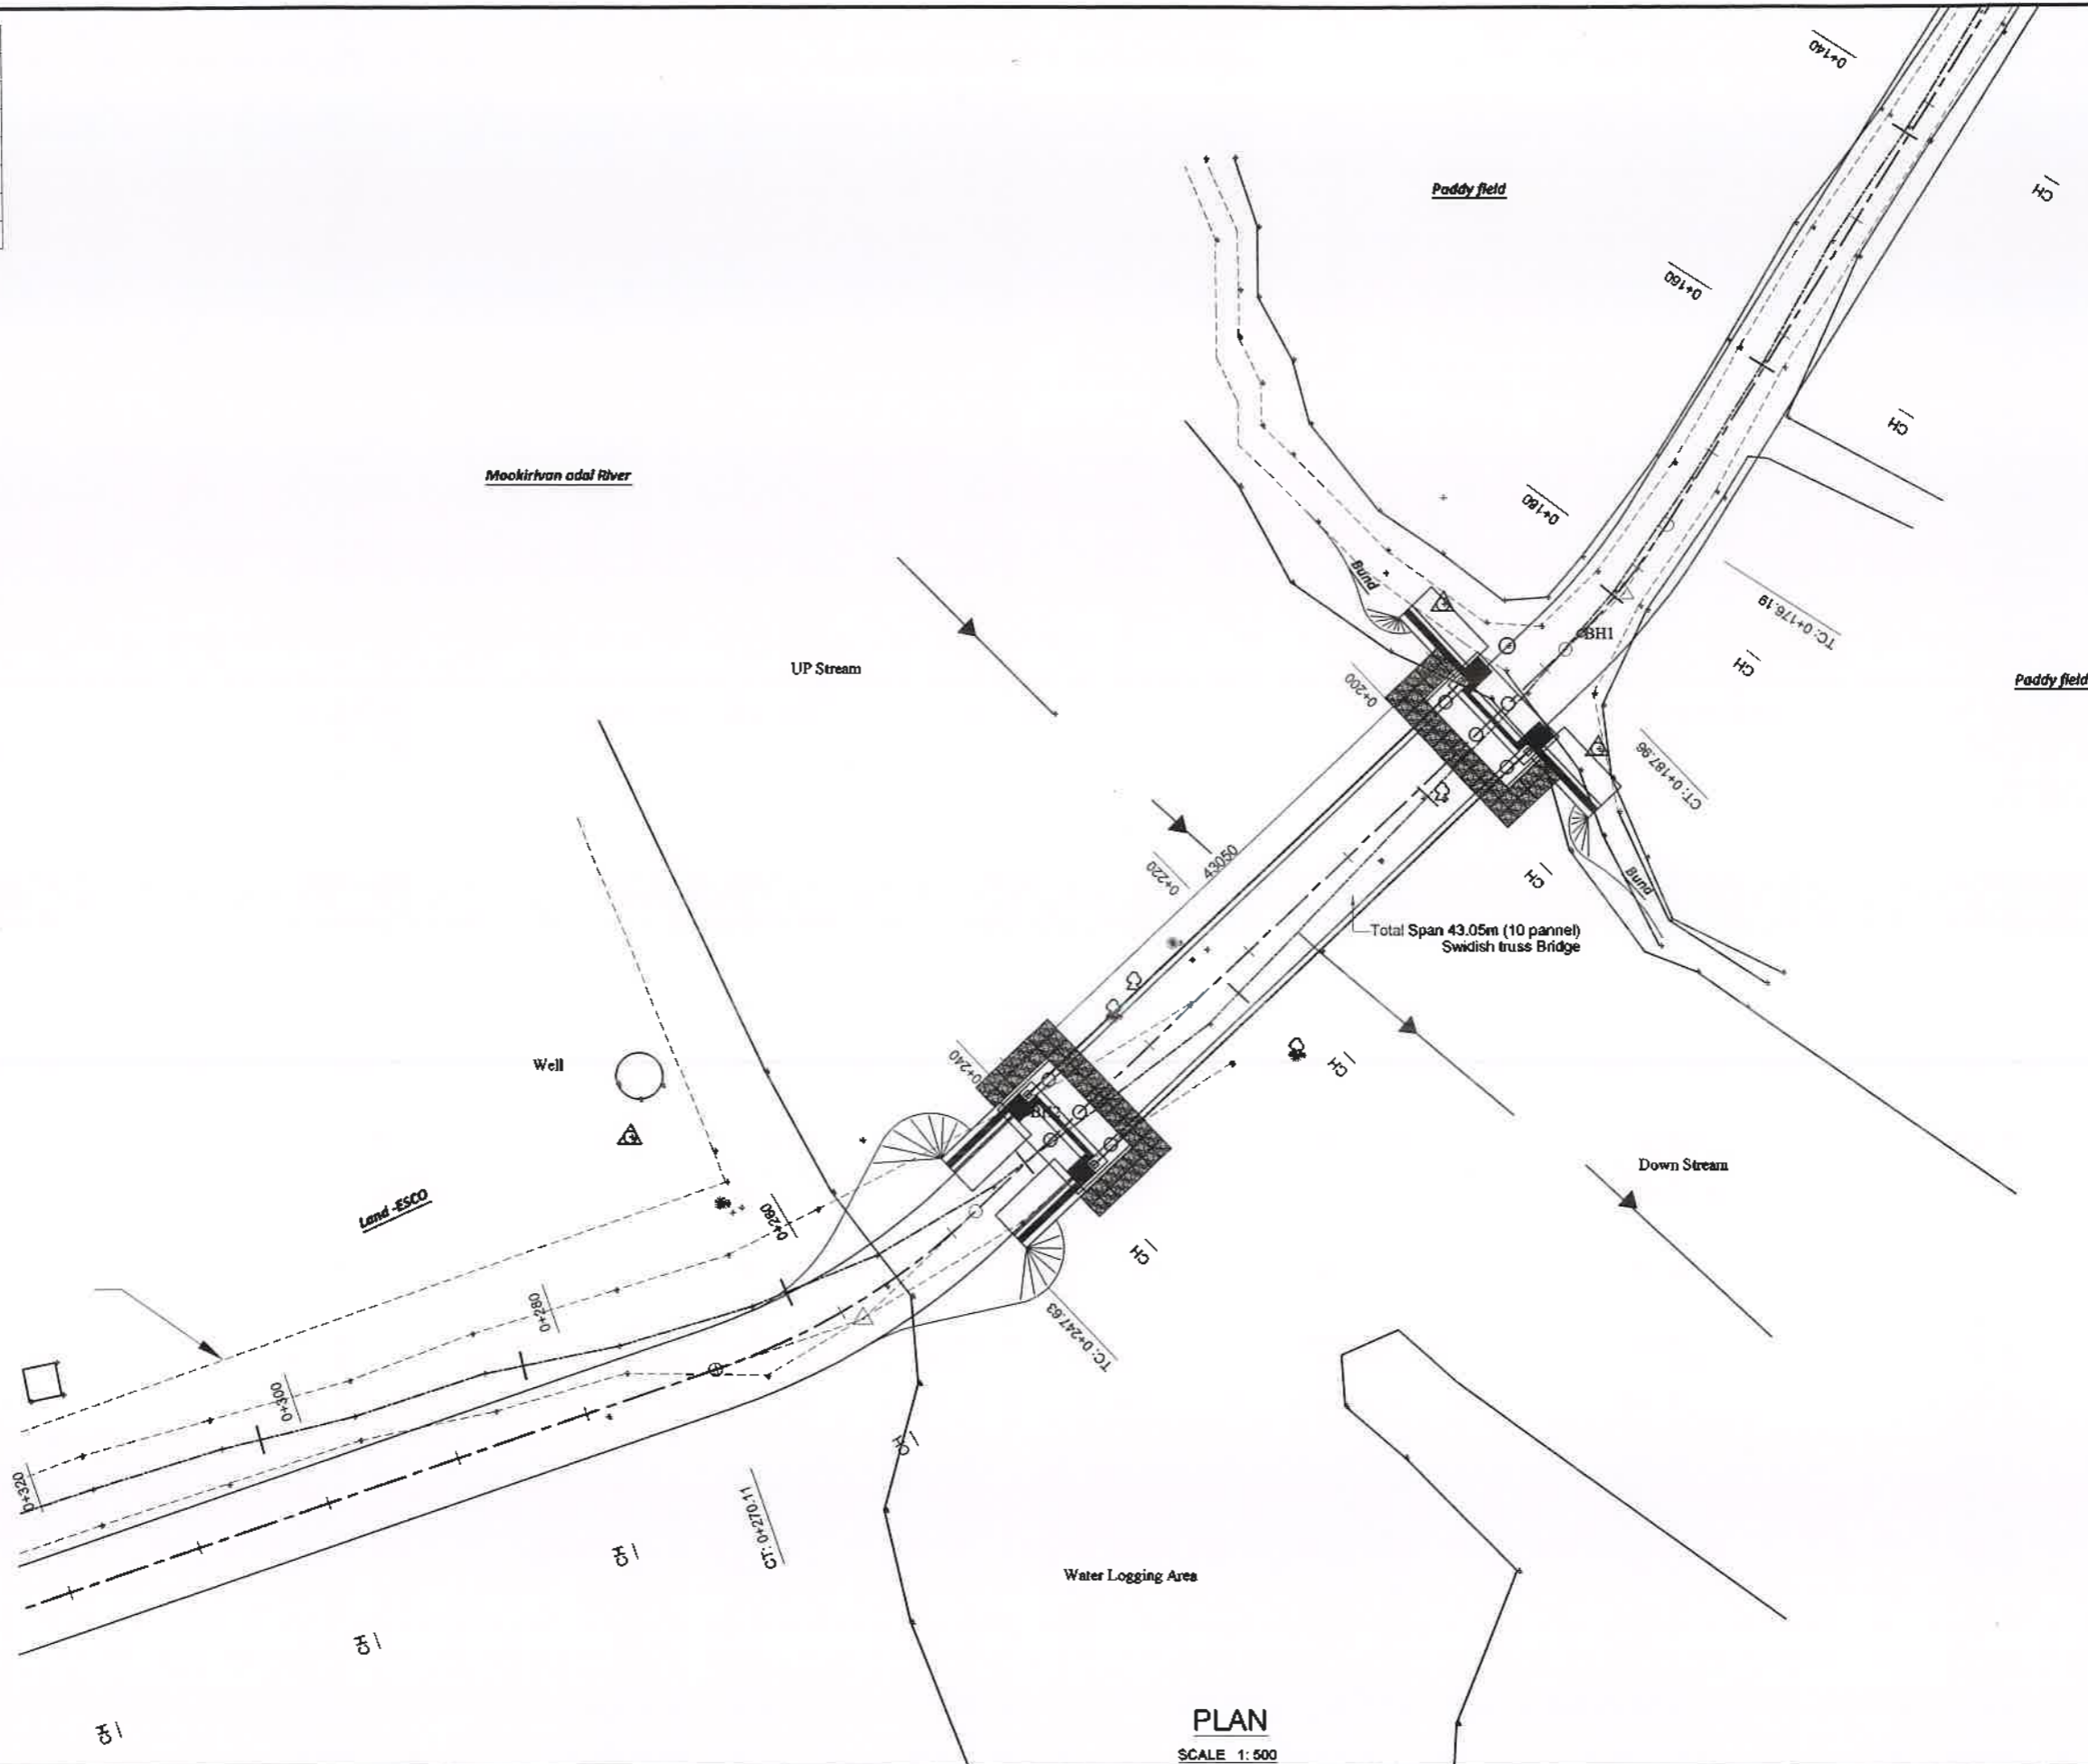 0+140
Paddy field
CH
0+160
CH
Mookirivan adal River
0+180
Bund
TC: 0+176.19
BH1
CH
UP Stream
0+200
Paddy field
CT: 0+187.96
43050
0+220
CH
Bund
Total Span 43.05m (10 pannel)
Swidish truss Bridge
0+240
CH
Well
BH2
Down Stream
Land -ESCO
0+260
CH
0+280
TC: 0+247.63
0+300
CH
0+320
CT: 0+270.11
CH
Water Logging Area
CH
CH
PLAN
SCALE 1: 500